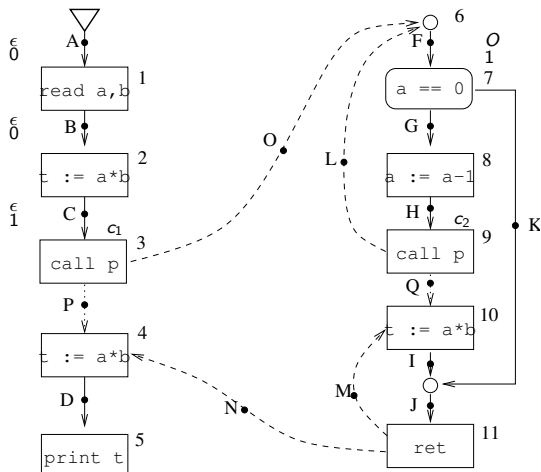 ϵ
0
A
read a,b
1
ϵ
0
B
t := a*b
2
ϵ
1
C
c1
3
call p
P
t := a*b
4
D
print t
5
O
L
N
M
6
F
O
1
a == 0
7
G
a := a-1
8
H
c2
call p
9
K
Q
t := a*b
10
I
J
ret
11